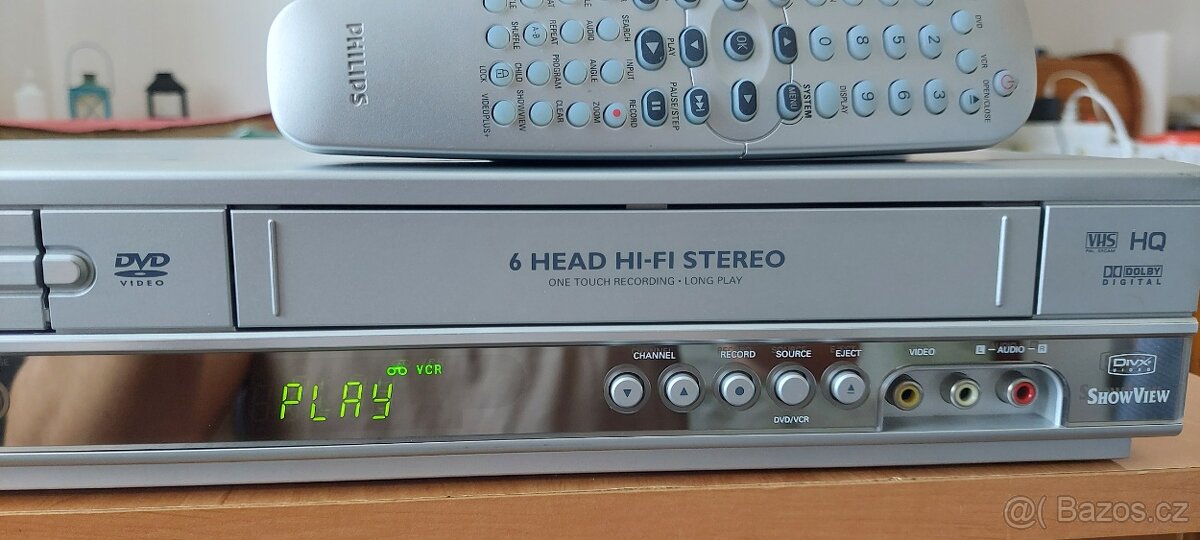 PHILIPS
SHUFFLE
REPEAT
AUDIO
SEARCH
A-B
CHILD
LOCK
PROGRAM
ANGLE
INPUT
VIDEOPLUS+
SHOWVIEW
CLEAR
ZOOM
RECORD
PLAY
PAUSE/STEP
OK
MENU
SYSTEM
DISPLAY
0 8 5 2
9 6 3
DVD
VCR
OPEN/CLOSE
DVD
VIDEO
6 HEAD HI-FI STEREO
ONE TOUCH RECORDING • LONG PLAY
VHS HQ
PAL SECAM
DOLBY
DIGITAL
VCR
PLAY
CHANNEL RECORD SOURCE EJECT
DVD/VCR
VIDEO L – AUDIO – R
DIVX
VIDEO
SHOWVIEW
@( Bazos.cz